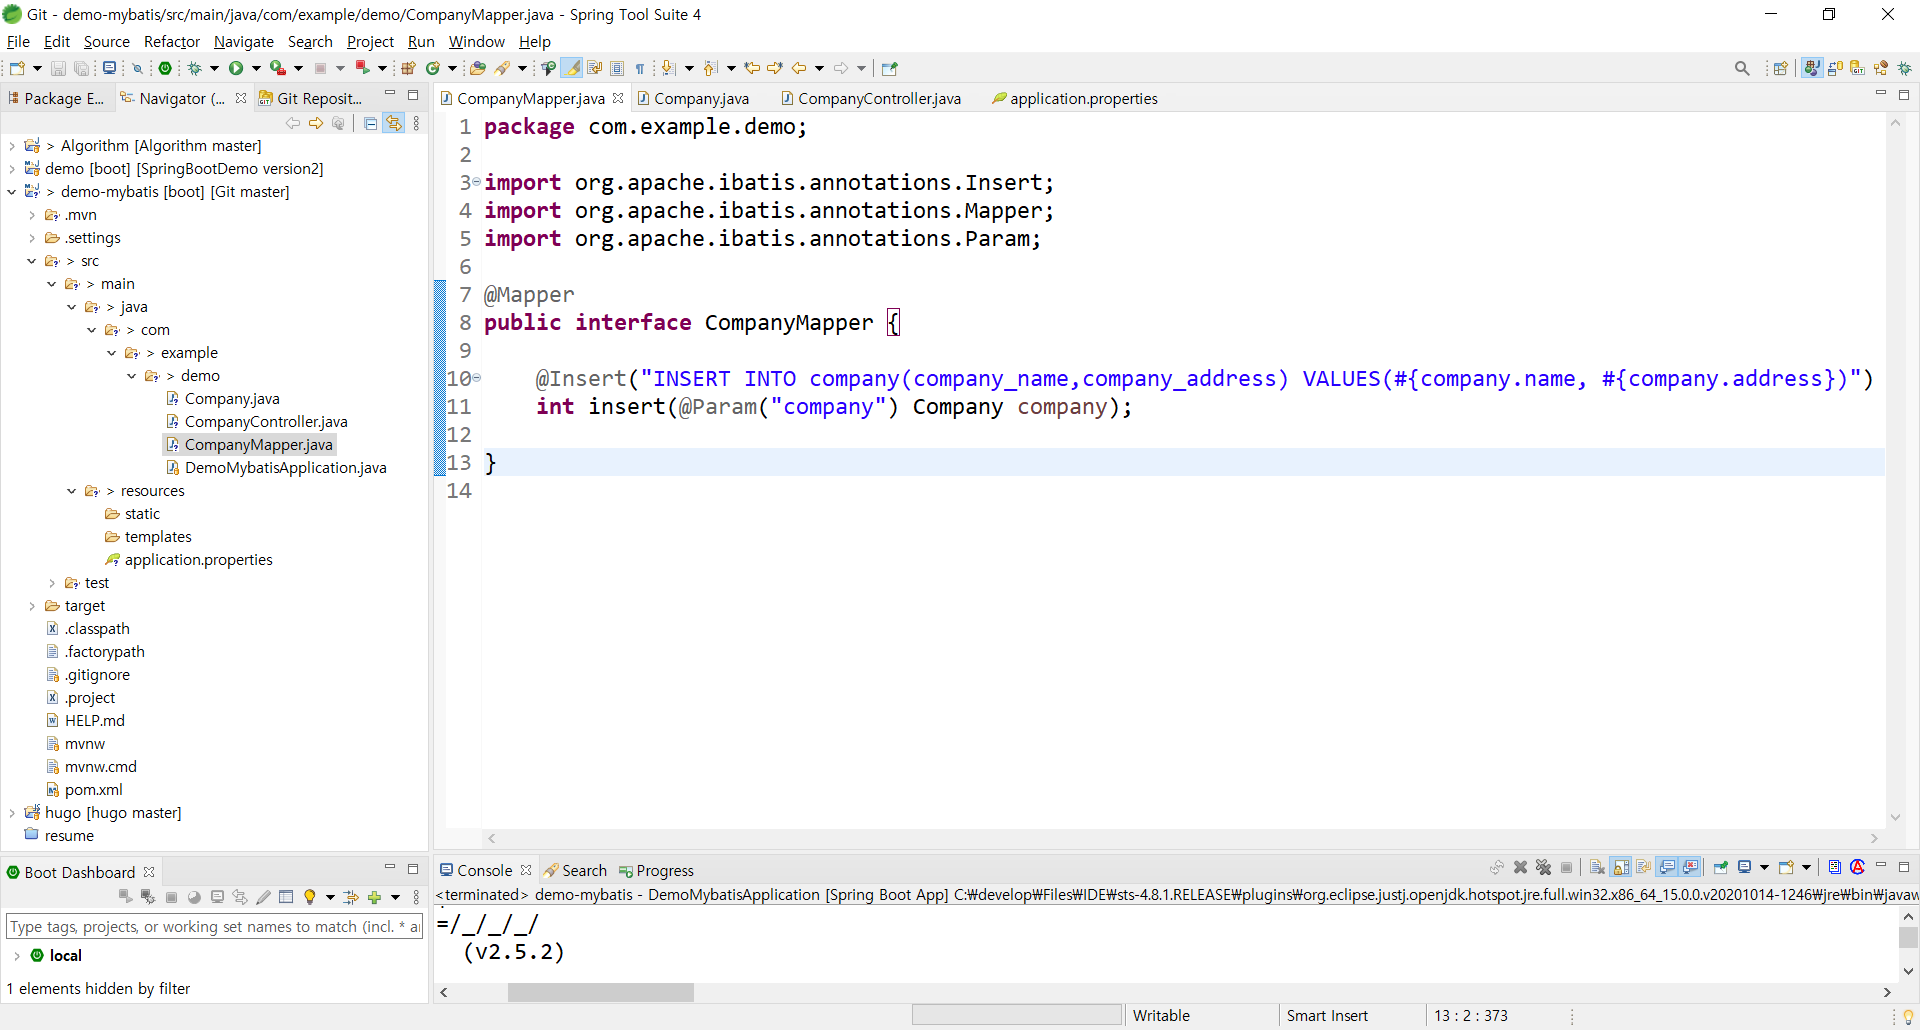 Git - demo-mybatis/src/main/java/com/example/demo/CompanyMapper.java - Spring Tool Suite 4
File Edit Source Refactor Navigate Search Project Run Window Help
Package E... Navigator (... Git Reposit...
> Algorithm [Algorithm master]
demo [boot] [SpringBootDemo version2]
> demo-mybatis [boot] [Git master]
.mvn
.settings
> src
> main
> java
> com
> example
> demo
Company.java
CompanyController.java
CompanyMapper.java
DemoMybatisApplication.java
> resources
static
templates
application.properties
test
target
.classpath
.factorypath
.gitignore
.project
HELP.md
mvnw
mvnw.cmd
pom.xml
hugo [hugo master]
resume
CompanyMapper.java Company.java CompanyController.java application.properties
1 package com.example.demo;
2
3 import org.apache.ibatis.annotations.Insert;
4 import org.apache.ibatis.annotations.Mapper;
5 import org.apache.ibatis.annotations.Param;
6
7 @Mapper
8 public interface CompanyMapper {
9
10 @Insert("INSERT INTO company(company_name,company_address) VALUES(#{company.name, #{company.address})")
11 int insert(@Param("company") Company company);
12
13 }
14
Boot Dashboard
Type tags, projects, or working set names to match (incl. * a
local
1 elements hidden by filter
Console Search Progress
<terminated> demo-mybatis - DemoMybatisApplication [Spring Boot App] C:₩develop₩Files₩IDE₩sts-4.8.1.RELEASE₩plugins₩org.eclipse.justj.openjdk.hotspot.jre.full.win32.x86_64_15.0.0.v20201014-1246₩jre₩bin₩javaw
=/_/_/_/
(v2.5.2)
Writable Smart Insert 13 : 2 : 373